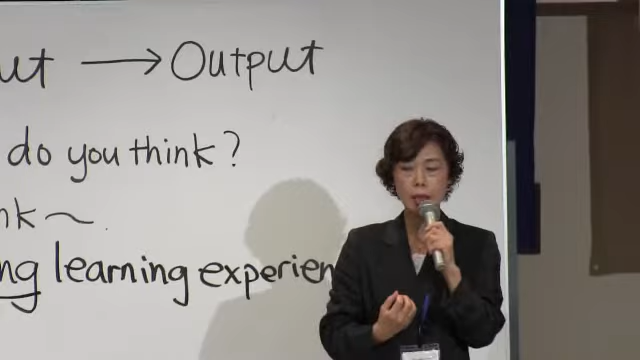 ut → Output
do you think?
nk～.
ng learning experien